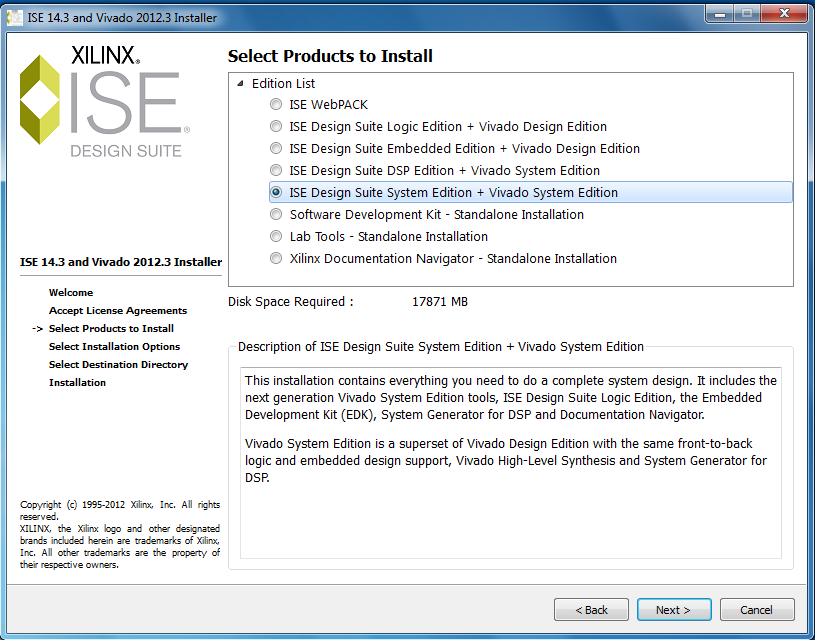 ISE 14.3 and Vivado 2012.3 Installer
XILINX®
ISE®
DESIGN SUITE
ISE 14.3 and Vivado 2012.3 Installer
Welcome
Accept License Agreements
-> Select Products to Install
Select Installation Options
Select Destination Directory
Installation
Copyright (c) 1995-2012 Xilinx, Inc. All rights
reserved.
XILINX, the Xilinx logo and other designated
brands included herein are trademarks of Xilinx,
Inc. All other trademarks are the property of
their respective owners.
Select Products to Install
Edition List
ISE WebPACK
ISE Design Suite Logic Edition + Vivado Design Edition
ISE Design Suite Embedded Edition + Vivado Design Edition
ISE Design Suite DSP Edition + Vivado System Edition
ISE Design Suite System Edition + Vivado System Edition
Software Development Kit - Standalone Installation
Lab Tools - Standalone Installation
Xilinx Documentation Navigator - Standalone Installation
Disk Space Required : 17871 MB
Description of ISE Design Suite System Edition + Vivado System Edition
This installation contains everything you need to do a complete system design. It includes the
next generation Vivado System Edition tools, ISE Design Suite Logic Edition, the Embedded
Development Kit (EDK), System Generator for DSP and Documentation Navigator.
Vivado System Edition is a superset of Vivado Design Edition with the same front-to-back
logic and embedded design support, Vivado High-Level Synthesis and System Generator for
DSP.
< Back
Next >
Cancel